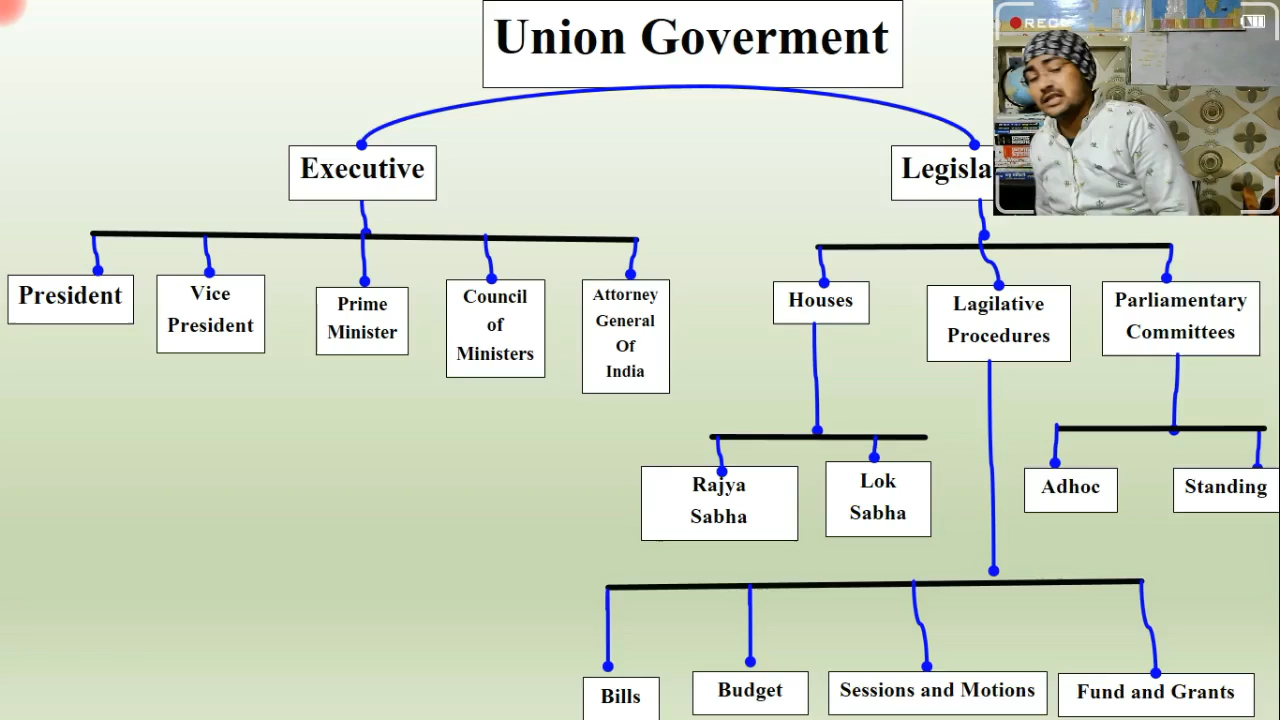 Union Goverment
REC
Executive
Legisla
President
Vice
President
Prime
Minister
Council
of
Ministers
Attorney
General
Of
India
Houses
Lagilative
Procedures
Parliamentary
Committees
Rajya
Sabha
Lok
Sabha
Adhoc
Standing
Bills
Budget
Sessions and Motions
Fund and Grants